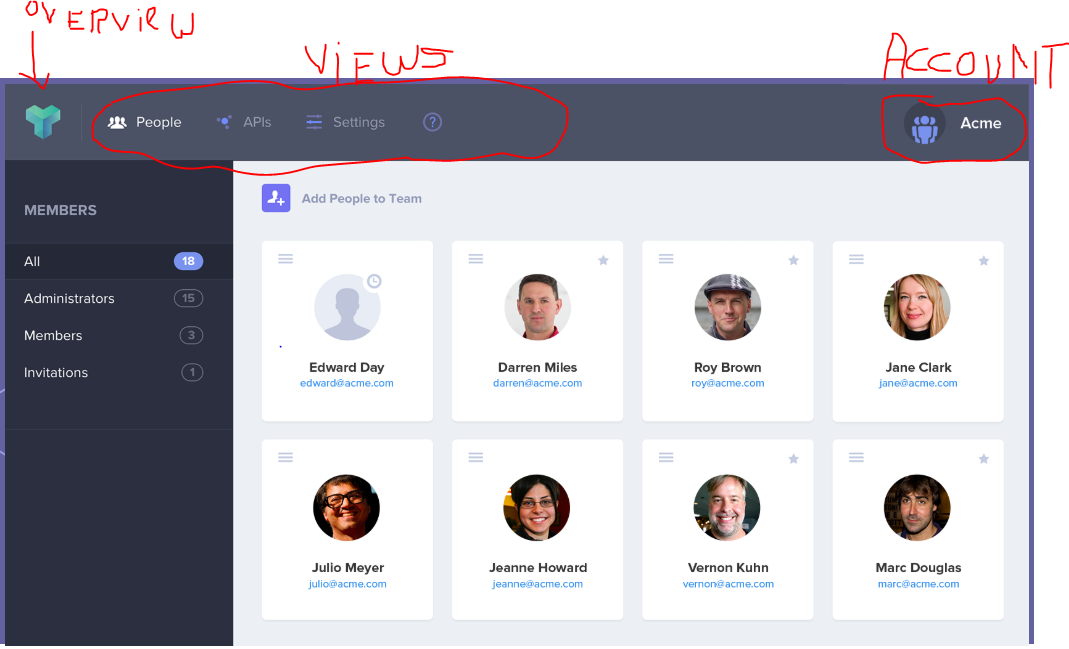 OVERVIEW
VIEWS
ACCOUNT
People APIs Settings ? Acme
MEMBERS
All 18
Administrators 15
Members 3
Invitations 1
Add People to Team
Edward Day Darren Miles Roy Brown Jane Clark
edward@acme.com darren@acme.com roy@acme.com jane@acme.com
Julio Meyer Jeanne Howard Vernon Kuhn Marc Douglas
julio@acme.com jeanne@acme.com vernon@acme.com marc@acme.com